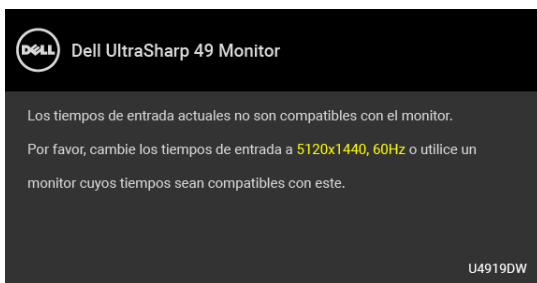 DELL
Dell UltraSharp 49 Monitor
Los tiempos de entrada actuales no son compatibles con el monitor.
Por favor, cambie los tiempos de entrada a 5120x1440, 60Hz o utilice un
monitor cuyos tiempos sean compatibles con este.
U4919DW